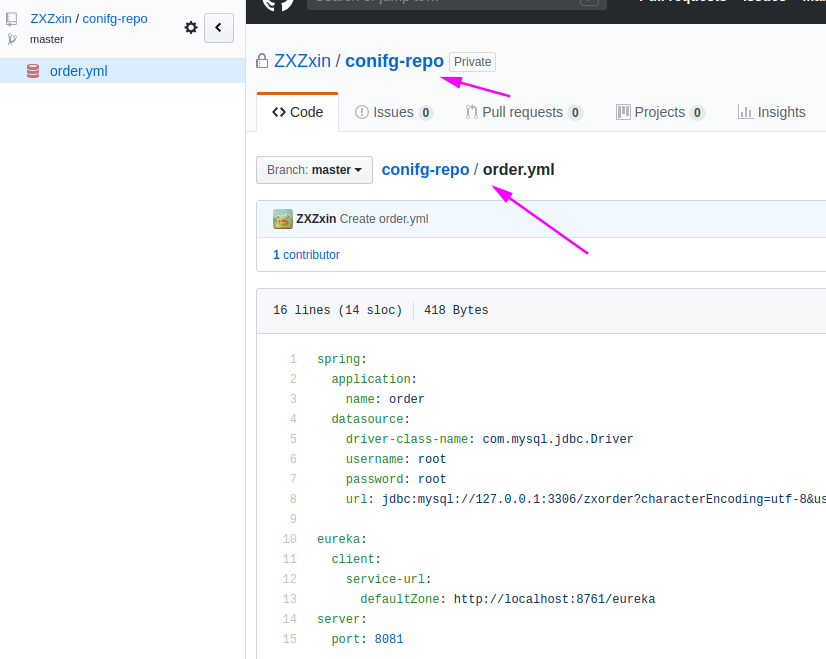 ZXZxin / conifg-repo
master
order.yml
ZXZxin / conifg-repo Private
Code Issues 0 Pull requests 0 Projects 0 Insights
Branch: master conifg-repo / order.yml
ZXZxin Create order.yml
1 contributor
16 lines (14 sloc) 418 Bytes
1 spring:
2 application:
3 name: order
4 datasource:
5 driver-class-name: com.mysql.jdbc.Driver
6 username: root
7 password: root
8 url: jdbc:mysql://127.0.0.1:3306/zxorder?characterEncoding=utf-8&us
9
10 eureka:
11 client:
12 service-url:
13 defaultZone: http://localhost:8761/eureka
14 server:
15 port: 8081